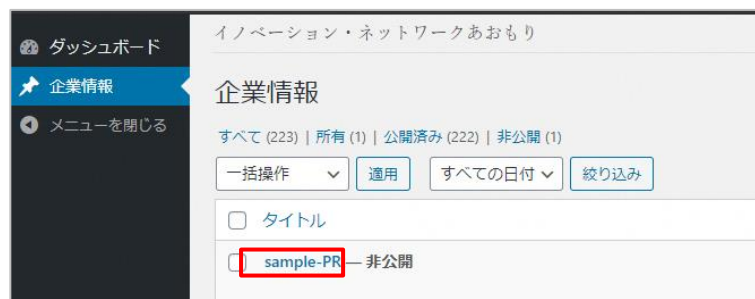 イノベーション・ネットワークあおもり
ダッシュボード
企業情報
メニューを閉じる
企業情報
すべて (223) | 所有 (1) | 公開済み (222) | 非公開 (1)
一括操作 適用 すべての日付 絞り込み
タイトル
sample-PR — 非公開